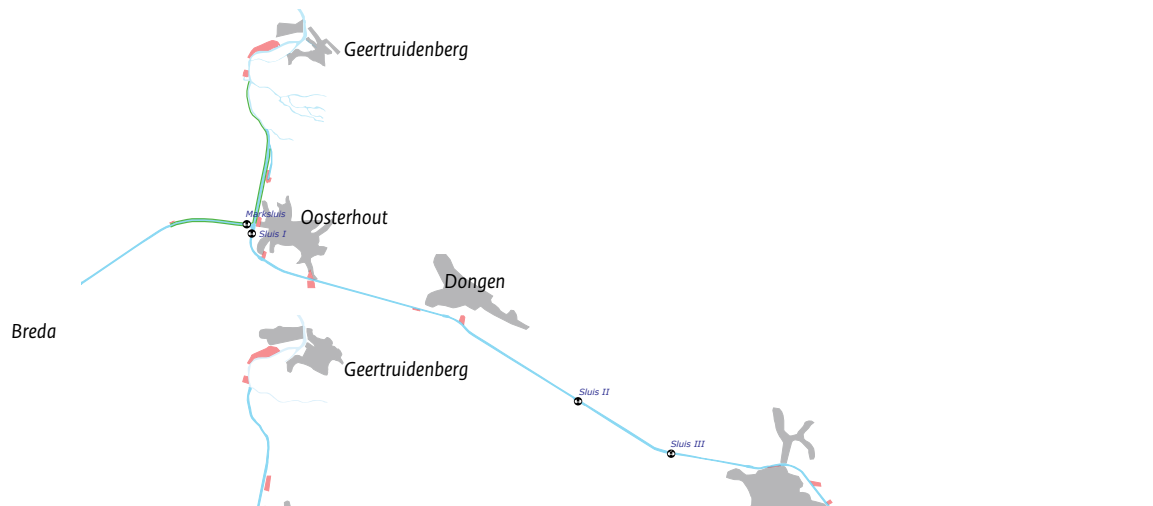 Geertruidenberg
Marksluis
Oosterhout
Sluis I
Dongen
Breda
Geertruidenberg
Sluis II
Sluis III